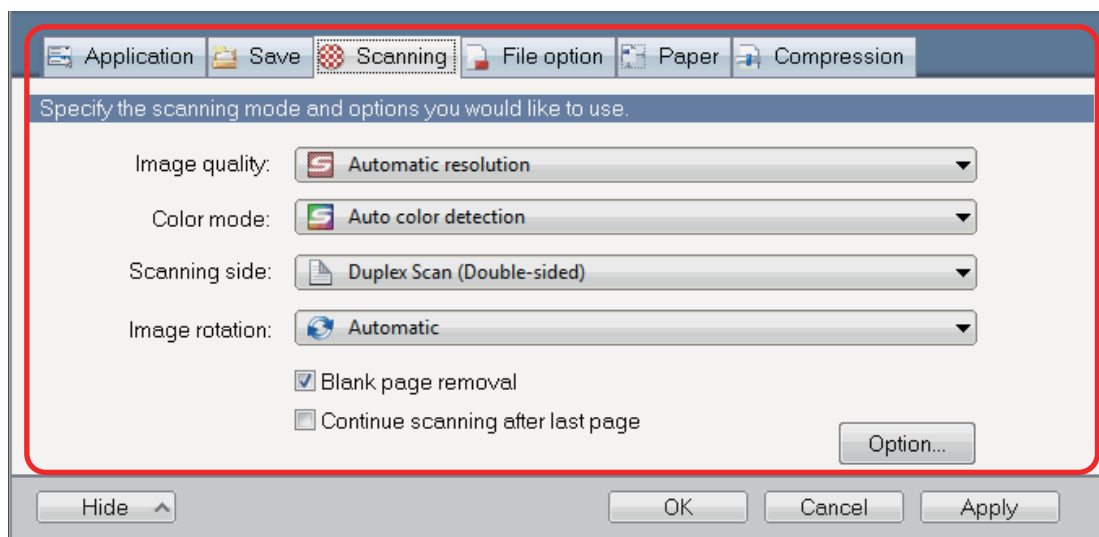 Application Save Scanning File option Paper Compression
Specify the scanning mode and options you would like to use.
Image quality: Automatic resolution
Color mode: Auto color detection
Scanning side: Duplex Scan (Double-sided)
Image rotation: Automatic
Blank page removal
Continue scanning after last page
Option...
Hide OK Cancel Apply